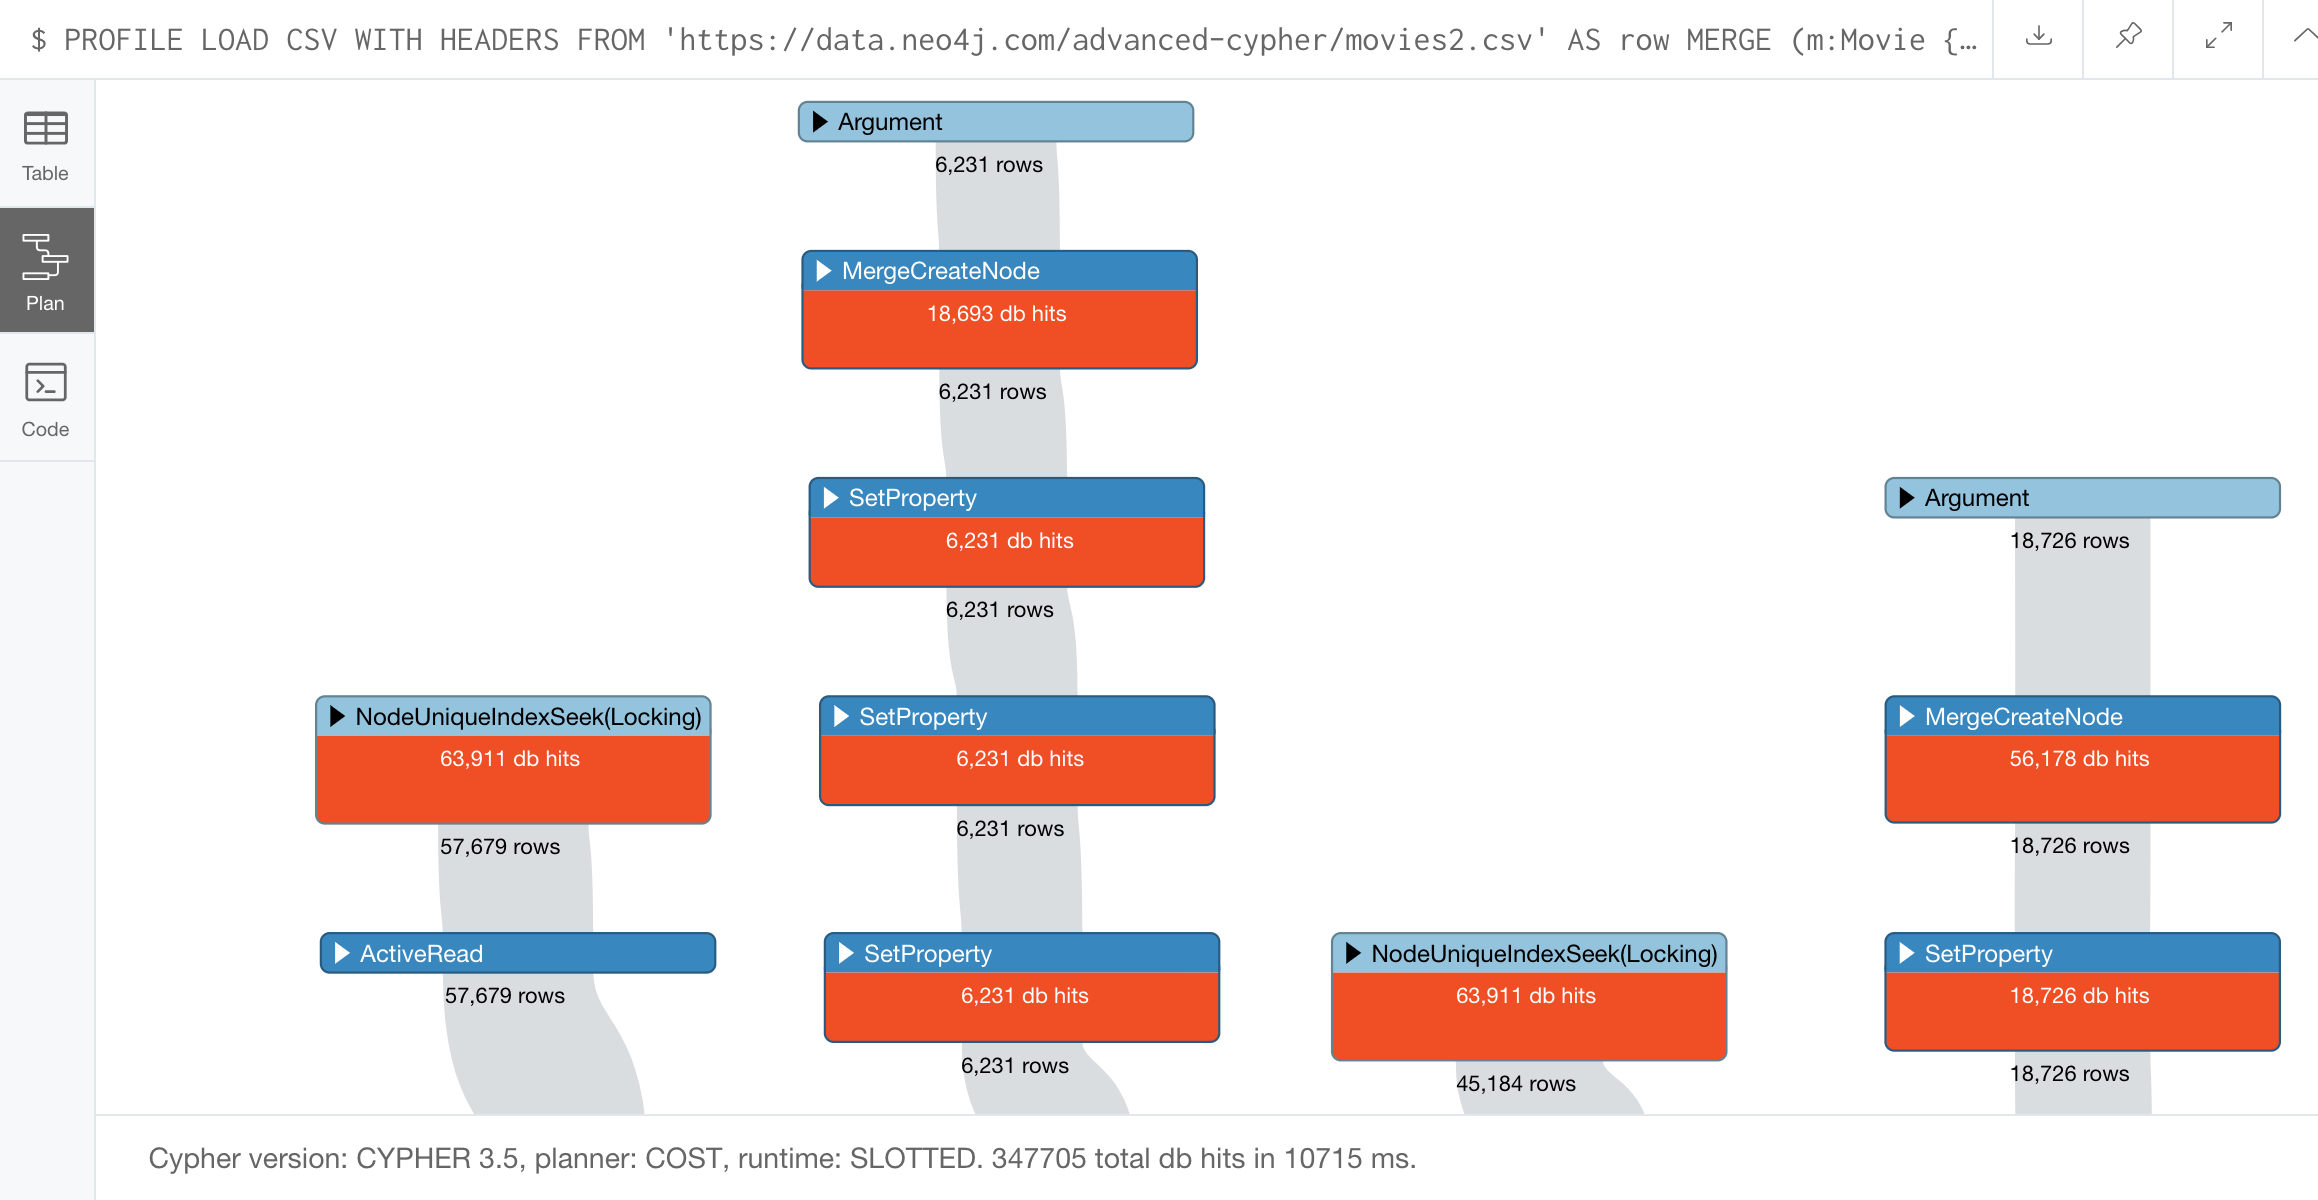 $ PROFILE LOAD CSV WITH HEADERS FROM 'https://data.neo4j.com/advanced-cypher/movies2.csv' AS row MERGE (m:Movie {…
Table
Plan
Code
Argument
6,231 rows
MergeCreateNode
18,693 db hits
6,231 rows
SetProperty
6,231 db hits
6,231 rows
Argument
18,726 rows
NodeUniqueIndexSeek(Locking)
63,911 db hits
57,679 rows
SetProperty
6,231 db hits
6,231 rows
MergeCreateNode
56,178 db hits
18,726 rows
ActiveRead
57,679 rows
SetProperty
6,231 db hits
6,231 rows
NodeUniqueIndexSeek(Locking)
63,911 db hits
45,184 rows
SetProperty
18,726 db hits
18,726 rows
Cypher version: CYPHER 3.5, planner: COST, runtime: SLOTTED. 347705 total db hits in 10715 ms.